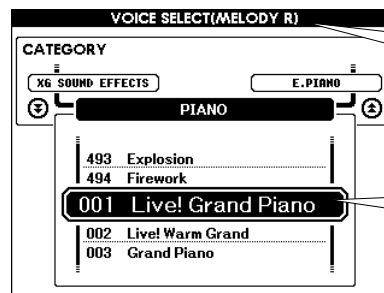 VOICE SELECT(MELODY R)
CATEGORY
XG SOUND EFFECTS
E.PIANO
PIANO
493 Explosion
494 Firework
001 Live! Grand Piano
002 Live! Warm Grand
003 Grand Piano